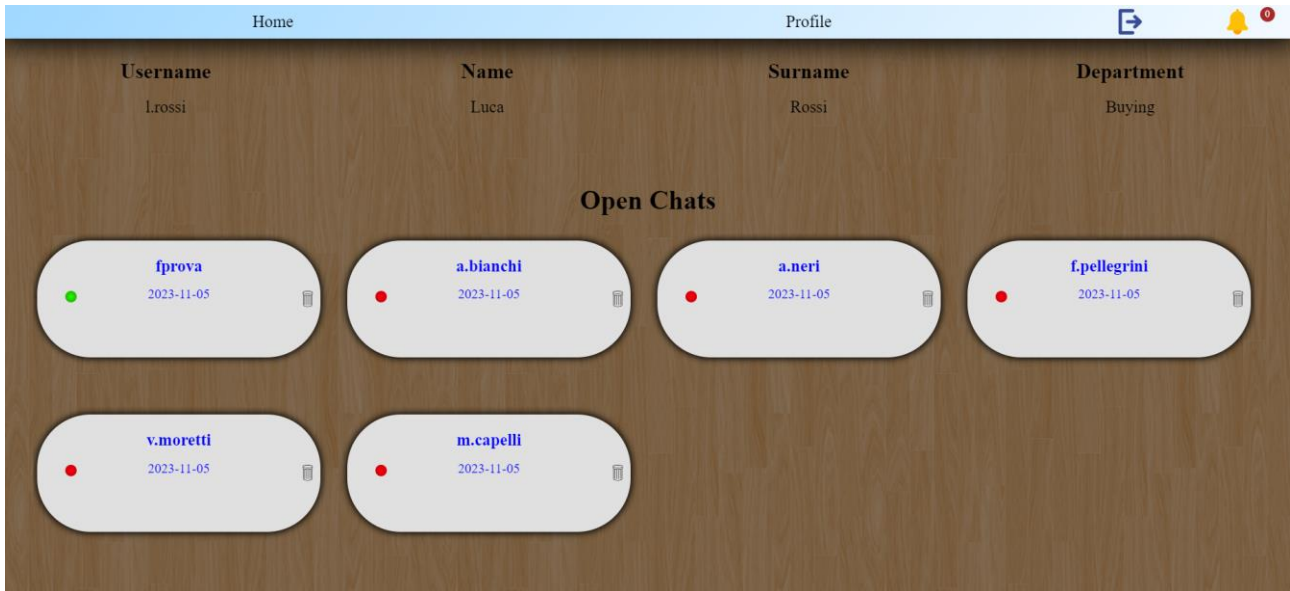 Home Profile 0
Username Name Surname Department
l.rossi Luca Rossi Buying
Open Chats
fprova a.bianchi a.neri f.pellegrini
2023-11-05 2023-11-05 2023-11-05 2023-11-05
v.moretti m.capelli
2023-11-05 2023-11-05